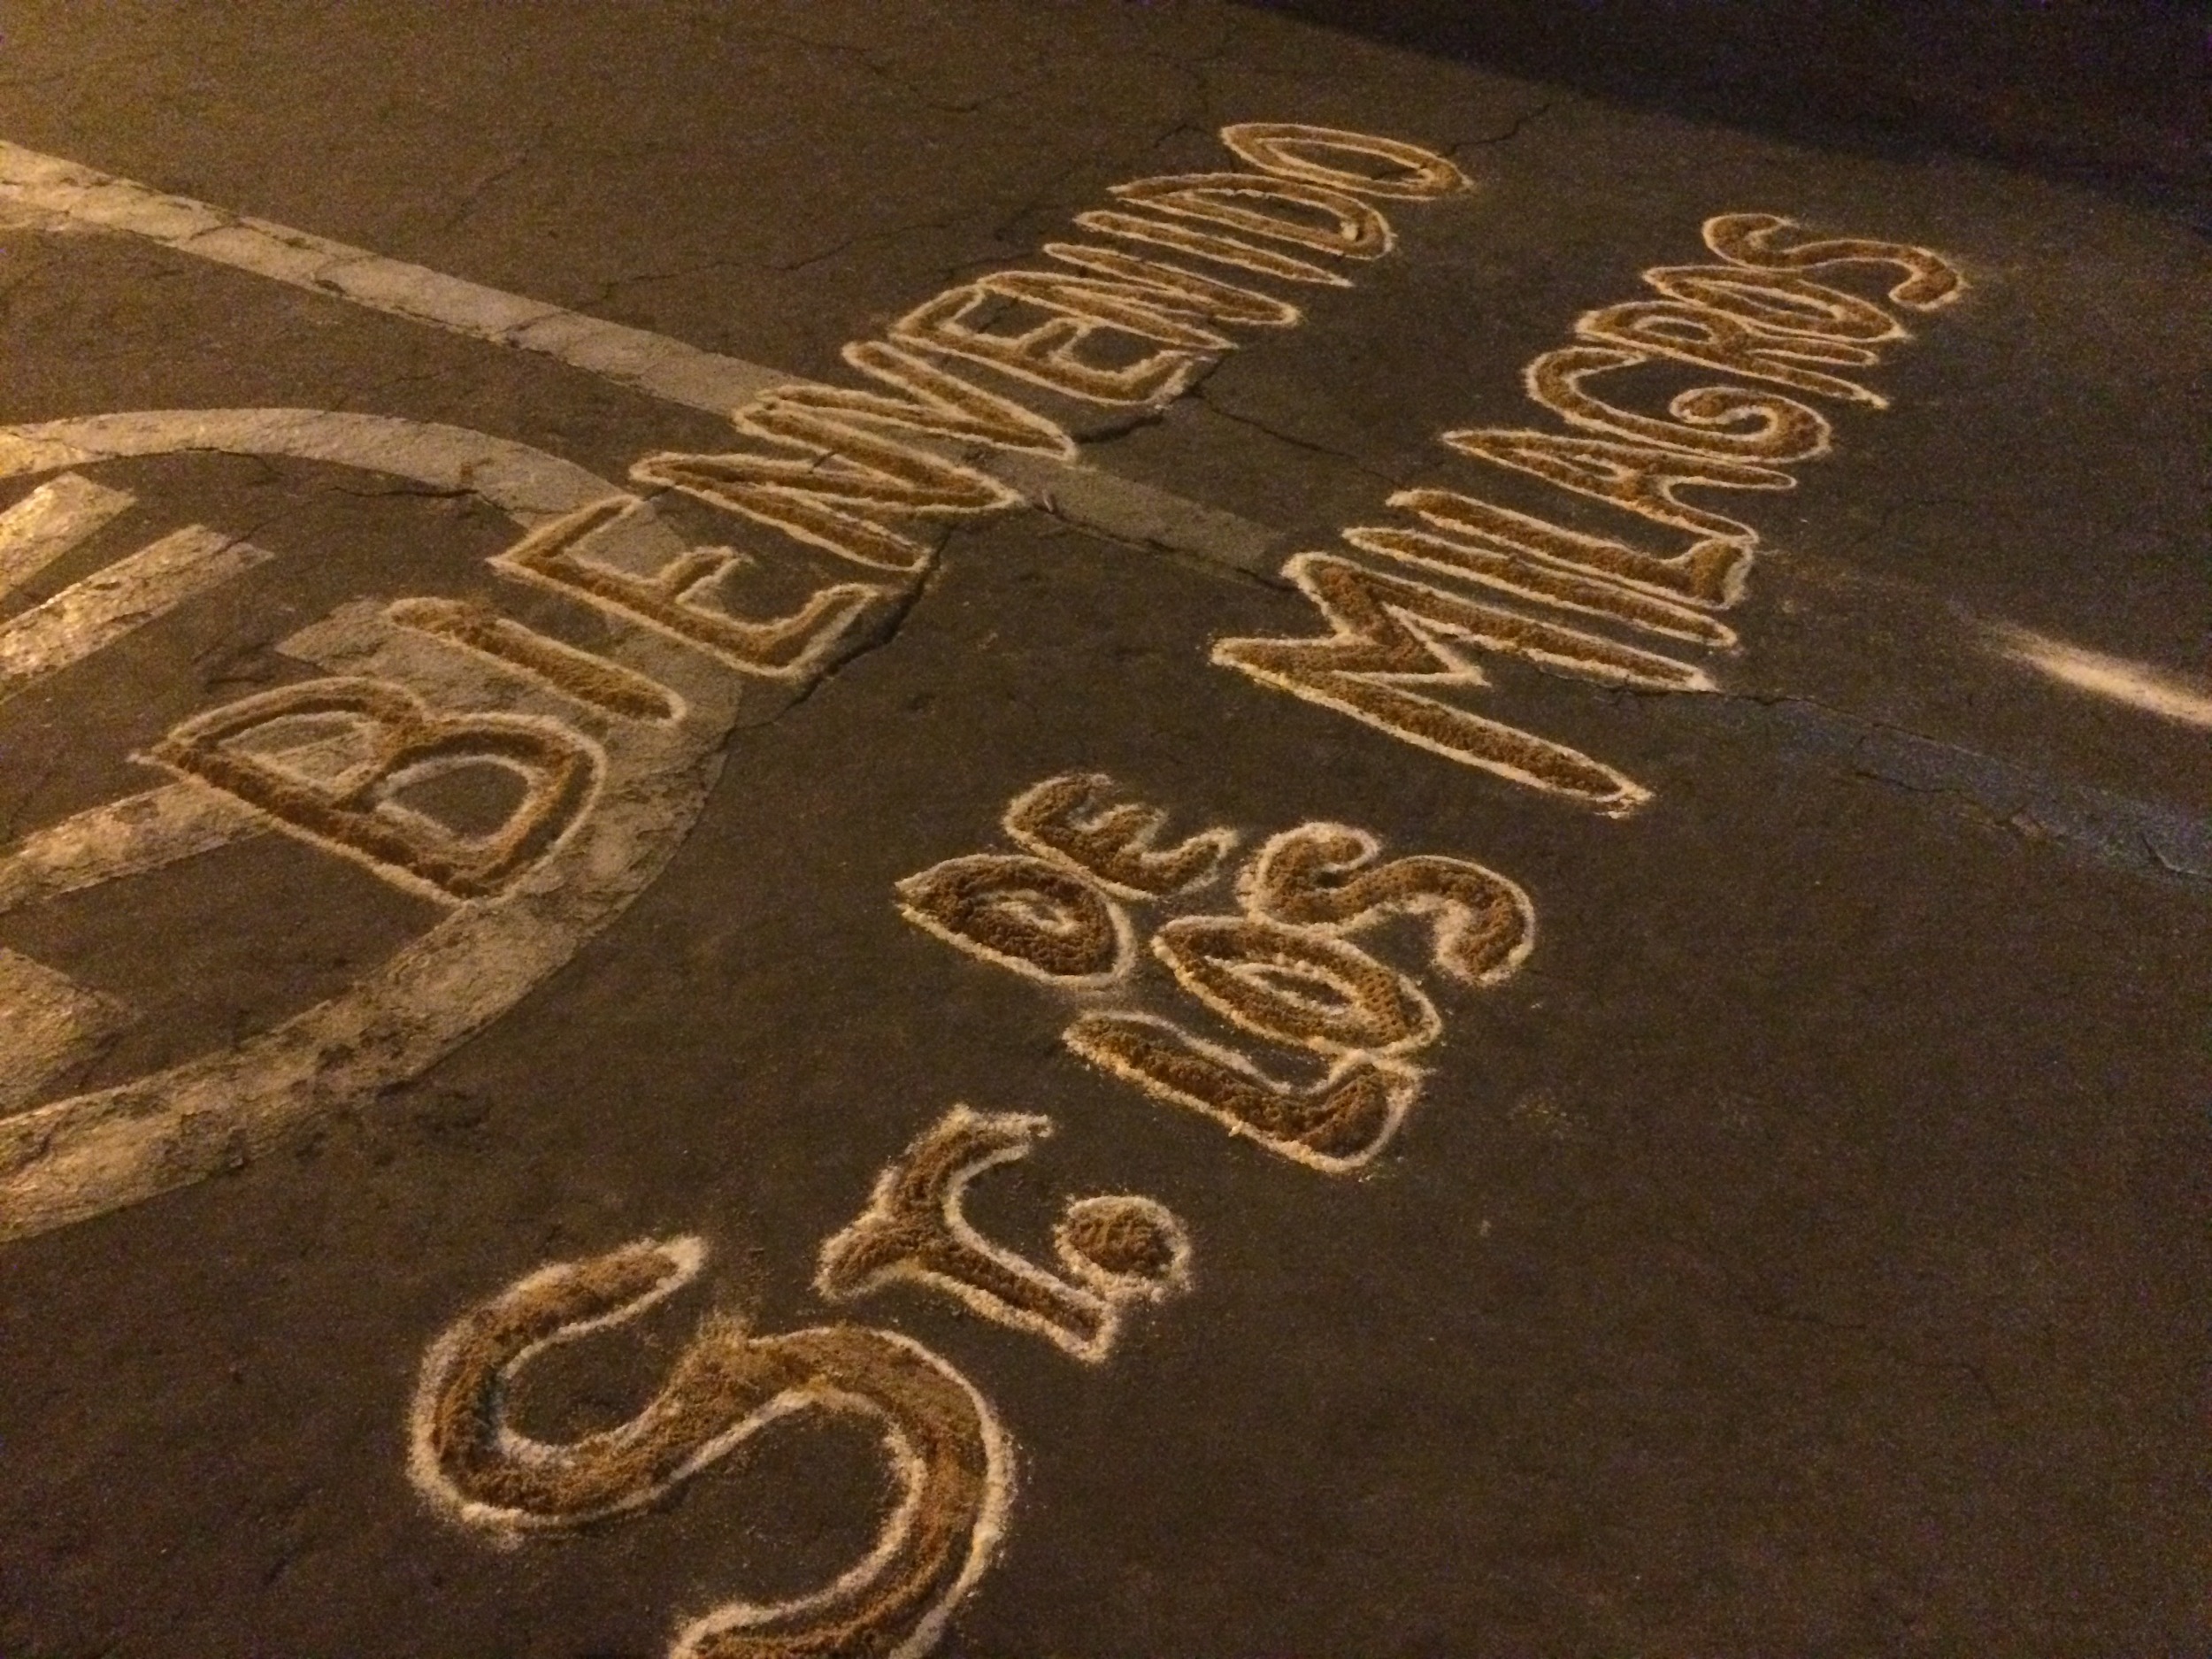 BIENVENIDO
Sr. DE LOS MILAGROS